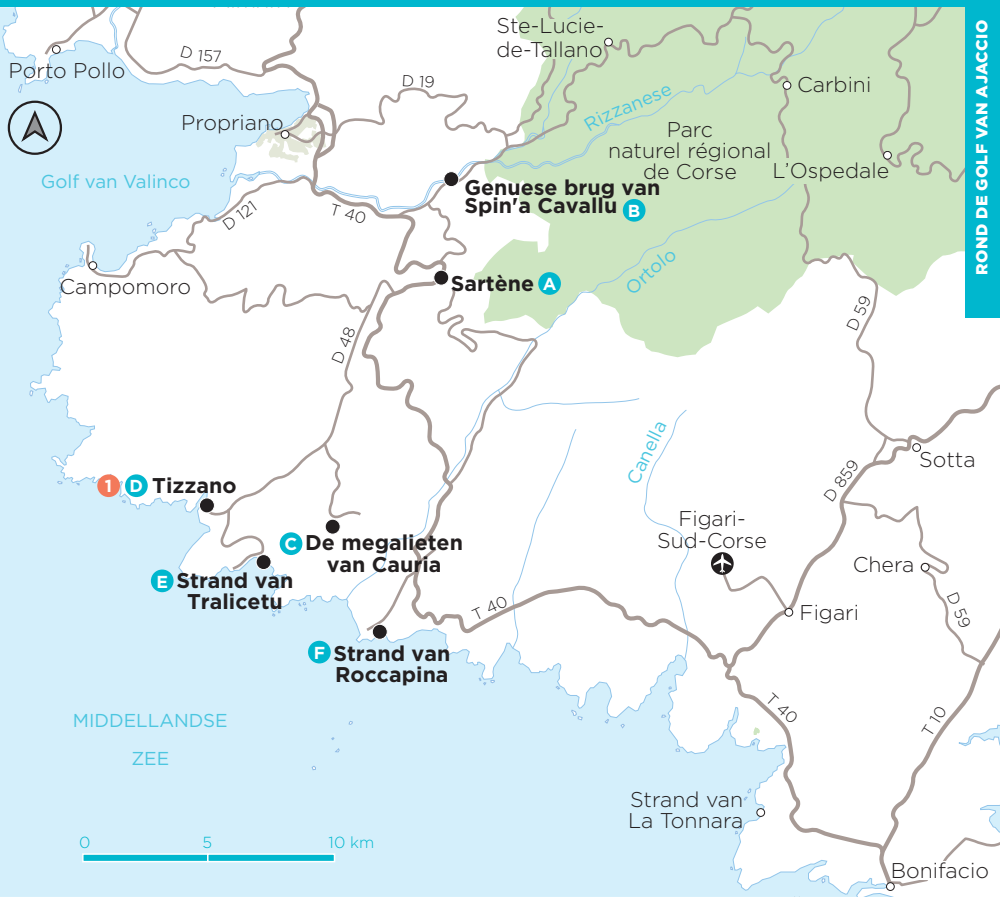 Ste-Lucie-
de-Tallano
D 157
Porto Pollo
D 19
Carbini
Rizzanese
Propriano
Parc
naturel régional
de Corse
L'Ospedale
ROND DE GOLF VAN AJACCIO
Golf van Valinco
Genuese brug van
Spin'a Cavallu B
D 121
T 40
Ortolo
Campomoro
Sartène A
D 59
D 48
Canella
Sotta
1 D Tizzano
D 859
Figari-
Sud-Corse
C De megalieten
van Cauria
Chera
E Strand van
Tralicetu
D 59
T 40
Figari
F Strand van
Roccapina
MIDDELLANDSE
ZEE
T 40
T 10
Strand van
La Tonnara
0 5 10 km
Bonifacio